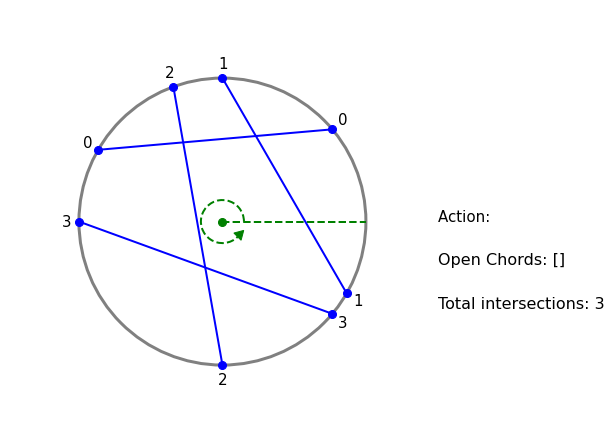 1
2
0
0
3
1
3
2
Action:
Open Chords: []
Total intersections: 3